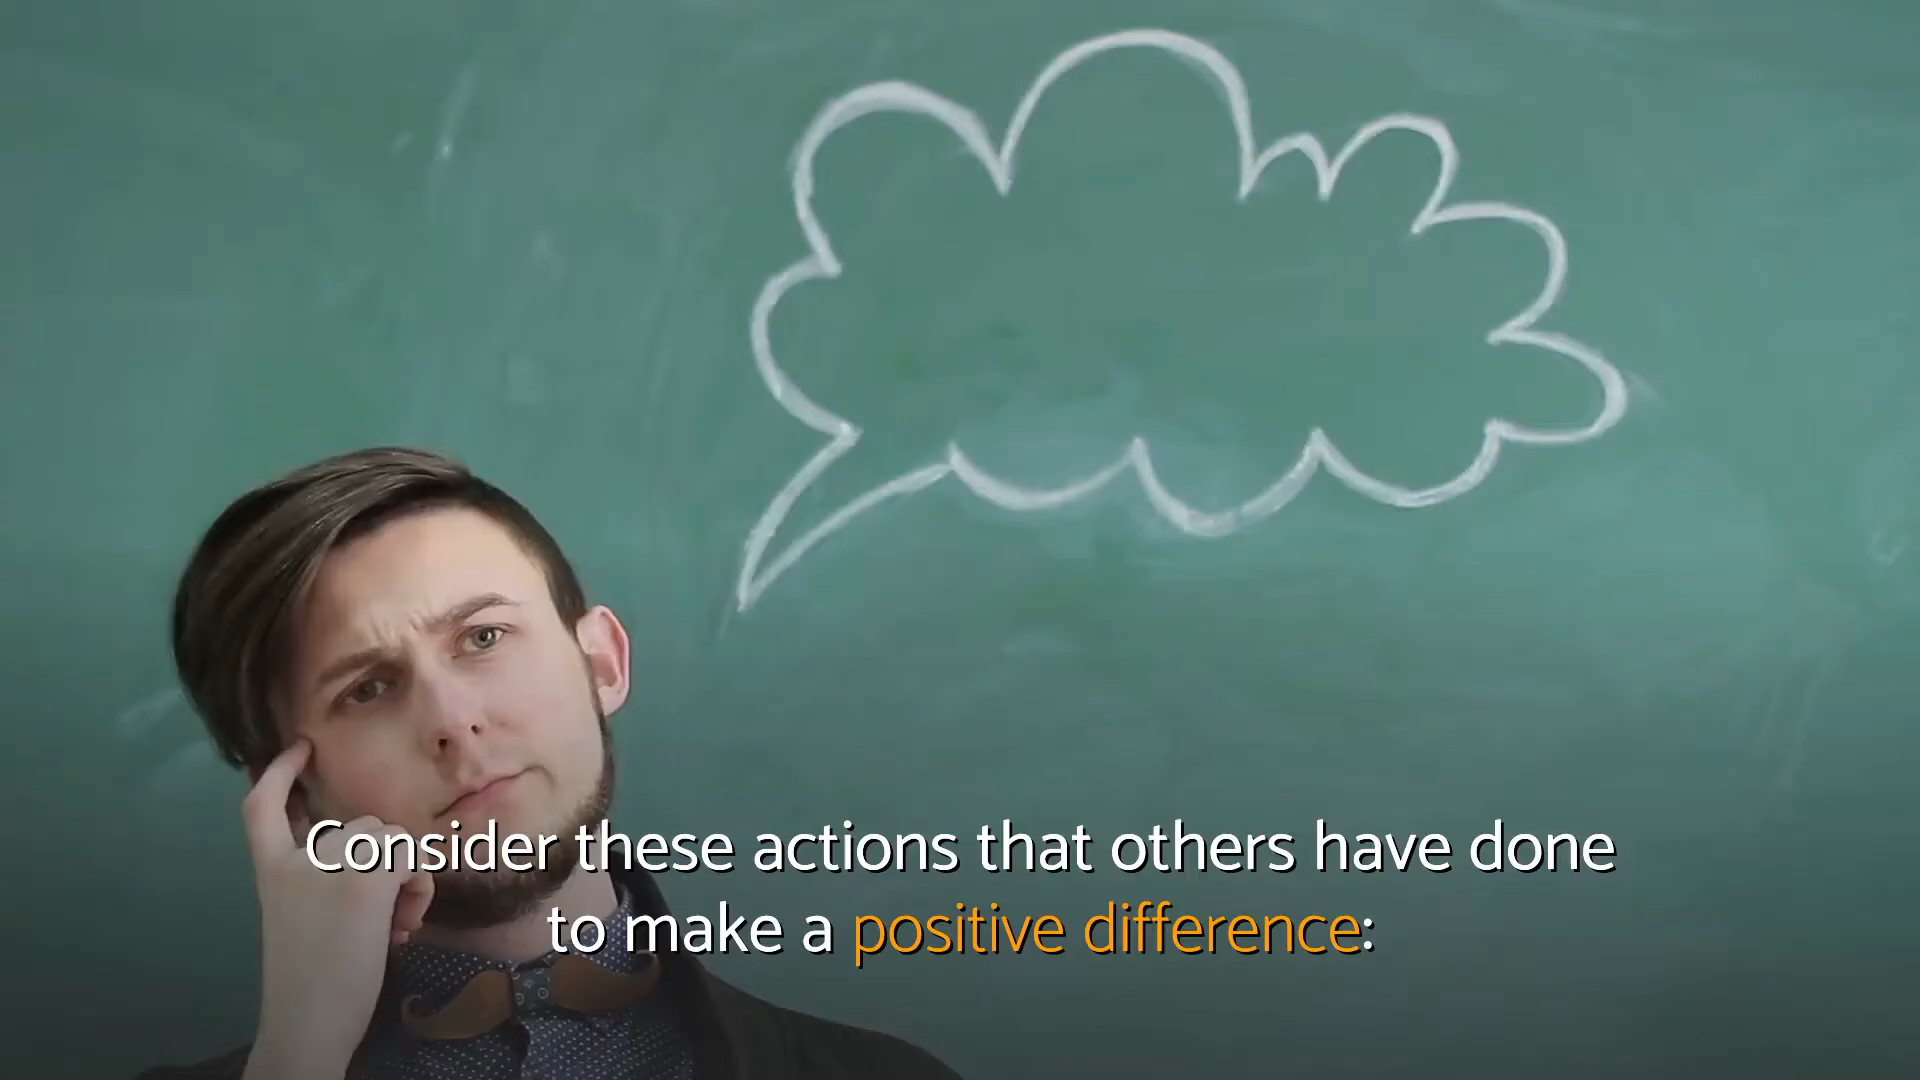 Consider these actions that others have done
to make a positive difference: